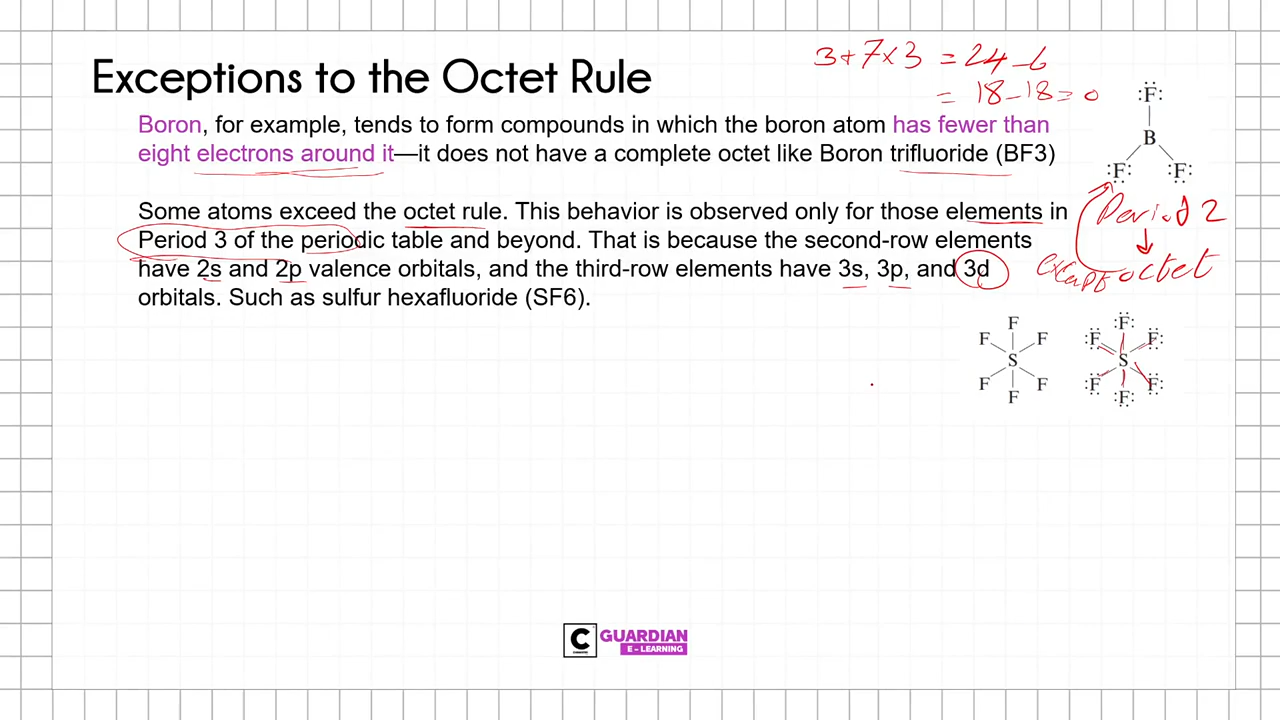 Exceptions to the Octet Rule
3+7×3 = 24-6
= 18-18=0
Boron, for example, tends to form compounds in which the boron atom has fewer than
eight electrons around it—it does not have a complete octet like Boron trifluoride (BF3)
:F:
B
:F: :F:
Some atoms exceed the octet rule. This behavior is observed only for those elements in
Period 3 of the periodic table and beyond. That is because the second-row elements
have 2s and 2p valence orbitals, and the third-row elements have 3s, 3p, and 3d
orbitals. Such as sulfur hexafluoride (SF6).
Period 2
octet
F
F F
S
F F
F
:F:
:F: :F:
S
:F: :F:
:F:
C
GUARDIAN
E - LEARNING